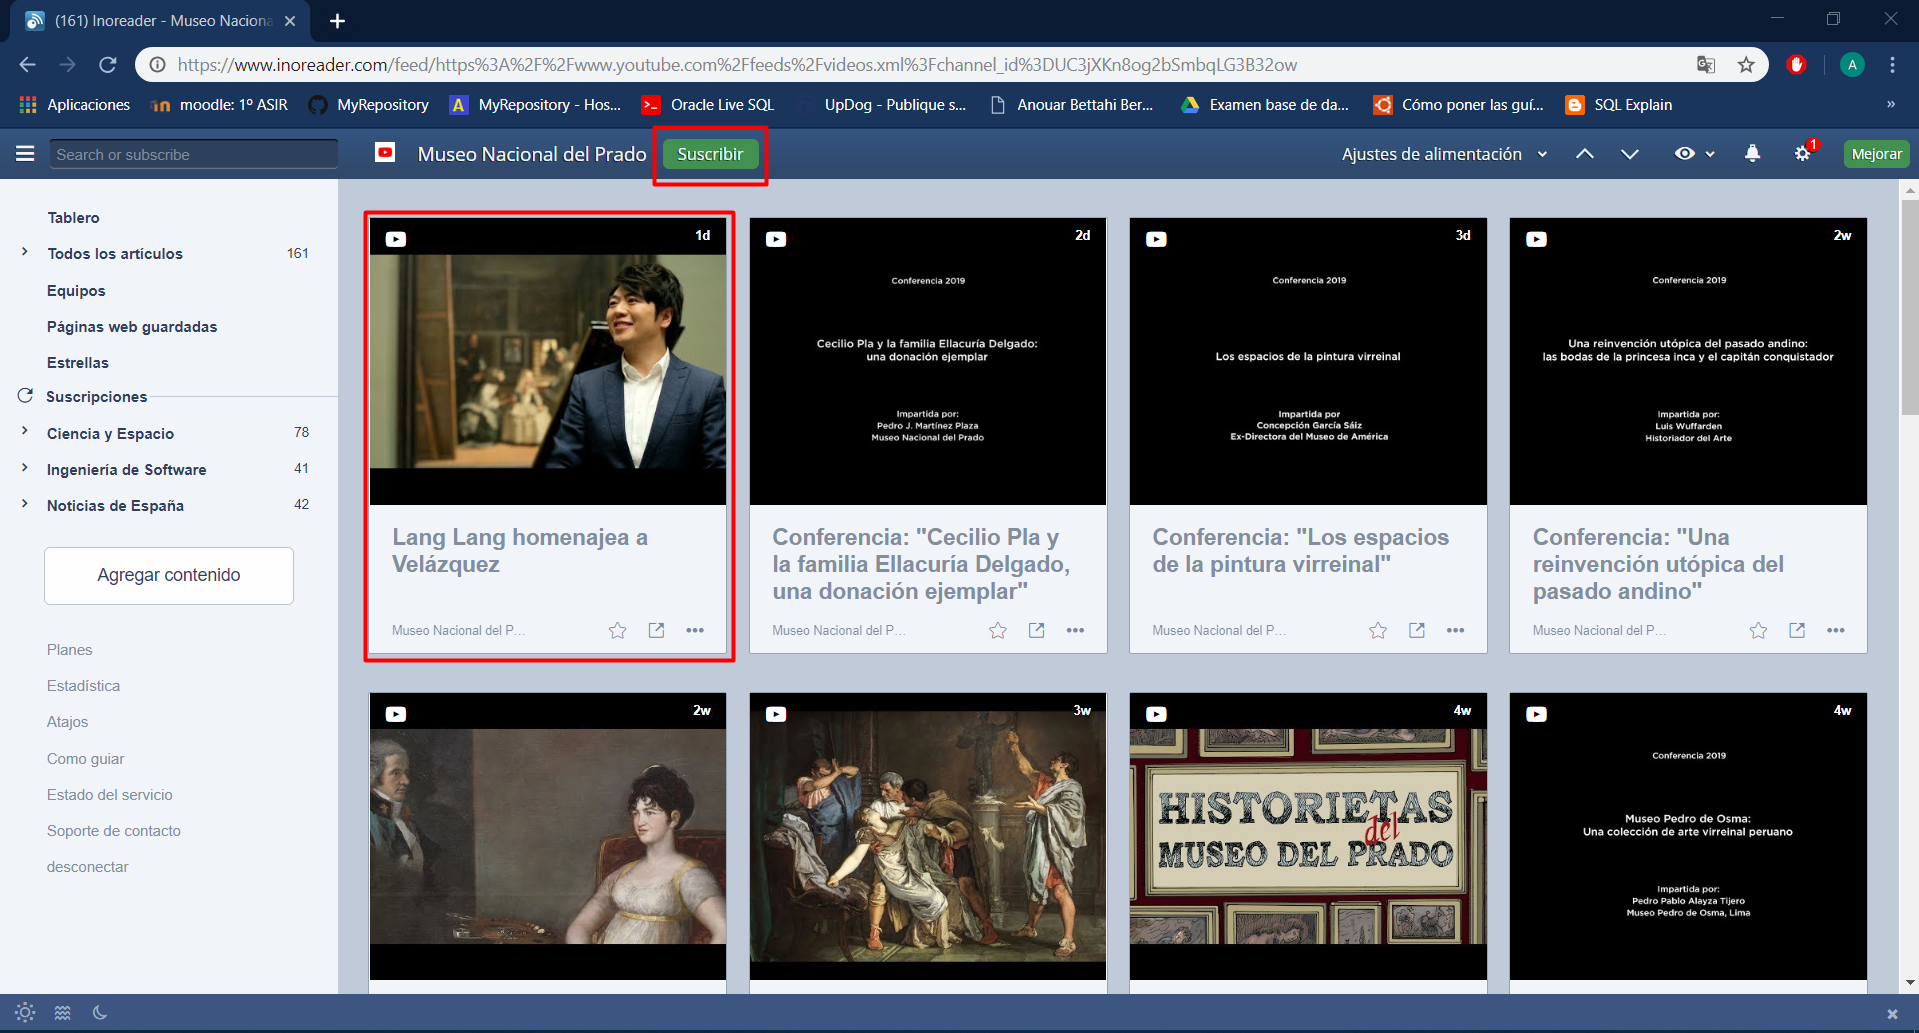 (161) Inoreader - Museo Naciona
https://www.inoreader.com/feed/https%3A%2F%2Fwww.youtube.com%2Ffeeds%2Fvideos.xml%3Fchannel_id%3DUC3jXKn8og2bSmbqLG3B32ow
A
Aplicaciones
moodle: 1º ASIR
MyRepository
A
MyRepository - Hos...
Oracle Live SQL
UpDog - Publique s...
Anouar Bettahi Ber...
Examen base de da...
Cómo poner las guí...
SQL Explain
»
Search or subscribe
Museo Nacional del Prado
Suscribir
Ajustes de alimentación
1
Mejorar
Tablero
Todos los artículos 161
Equipos
Páginas web guardadas
Estrellas
Suscripciones
Ciencia y Espacio 78
Ingeniería de Software 41
Noticias de España 42
Agregar contenido
Planes
Estadística
Atajos
Como guiar
Estado del servicio
Soporte de contacto
desconectar
1d
Lang Lang homenajea a
Velázquez
Museo Nacional del P...
2d
Conferencia 2019
Cecilio Pla y la familia Ellacuría Delgado:
una donación ejemplar
Impartida por:
Pedro J. Martínez Plaza
Museo Nacional del Prado
Conferencia: "Cecilio Pla y
la familia Ellacuría Delgado,
una donación ejemplar"
Museo Nacional del P...
3d
Conferencia 2019
Los espacios de la pintura virreinal
Impartida por
Concepción García Sáiz
Ex-Directora del Museo de América
Conferencia: "Los espacios
de la pintura virreinal"
Museo Nacional del P...
2w
Conferencia 2019
Una reinvención utópica del pasado andino:
las bodas de la princesa inca y el capitán conquistador
Impartida por:
Luis Wuffarden
Historiador del Arte
Conferencia: "Una
reinvención utópica del
pasado andino"
Museo Nacional del P...
2w
3w
4w
HISTORIETAS
del
MUSEO DEL PRADO
4w
Conferencia 2019
Museo Pedro de Osma:
Una colección de arte virreinal peruano
Impartida por:
Pedro Pablo Alayza Tijero
Museo Pedro de Osma, Lima